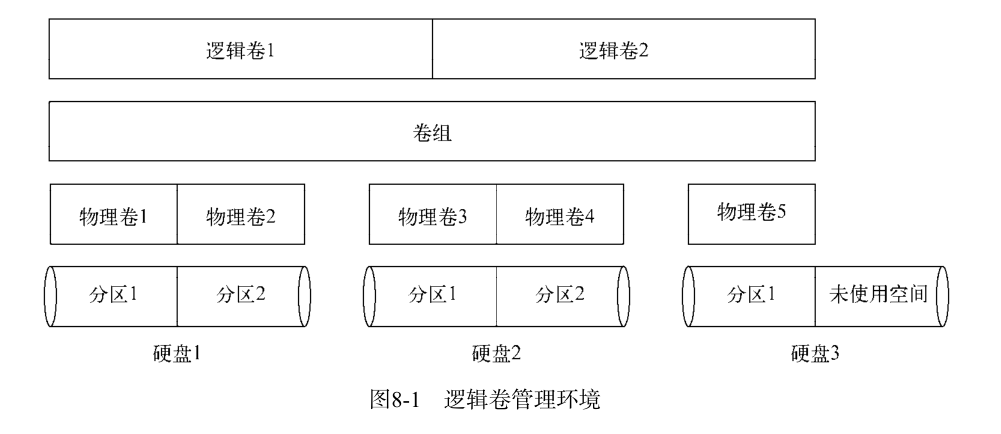 逻辑卷1 逻辑卷2
卷组
物理卷1 物理卷2 物理卷3 物理卷4 物理卷5
分区1 分区2 分区1 分区2 分区1 未使用空间
硬盘1 硬盘2 硬盘3
图8-1 逻辑卷管理环境